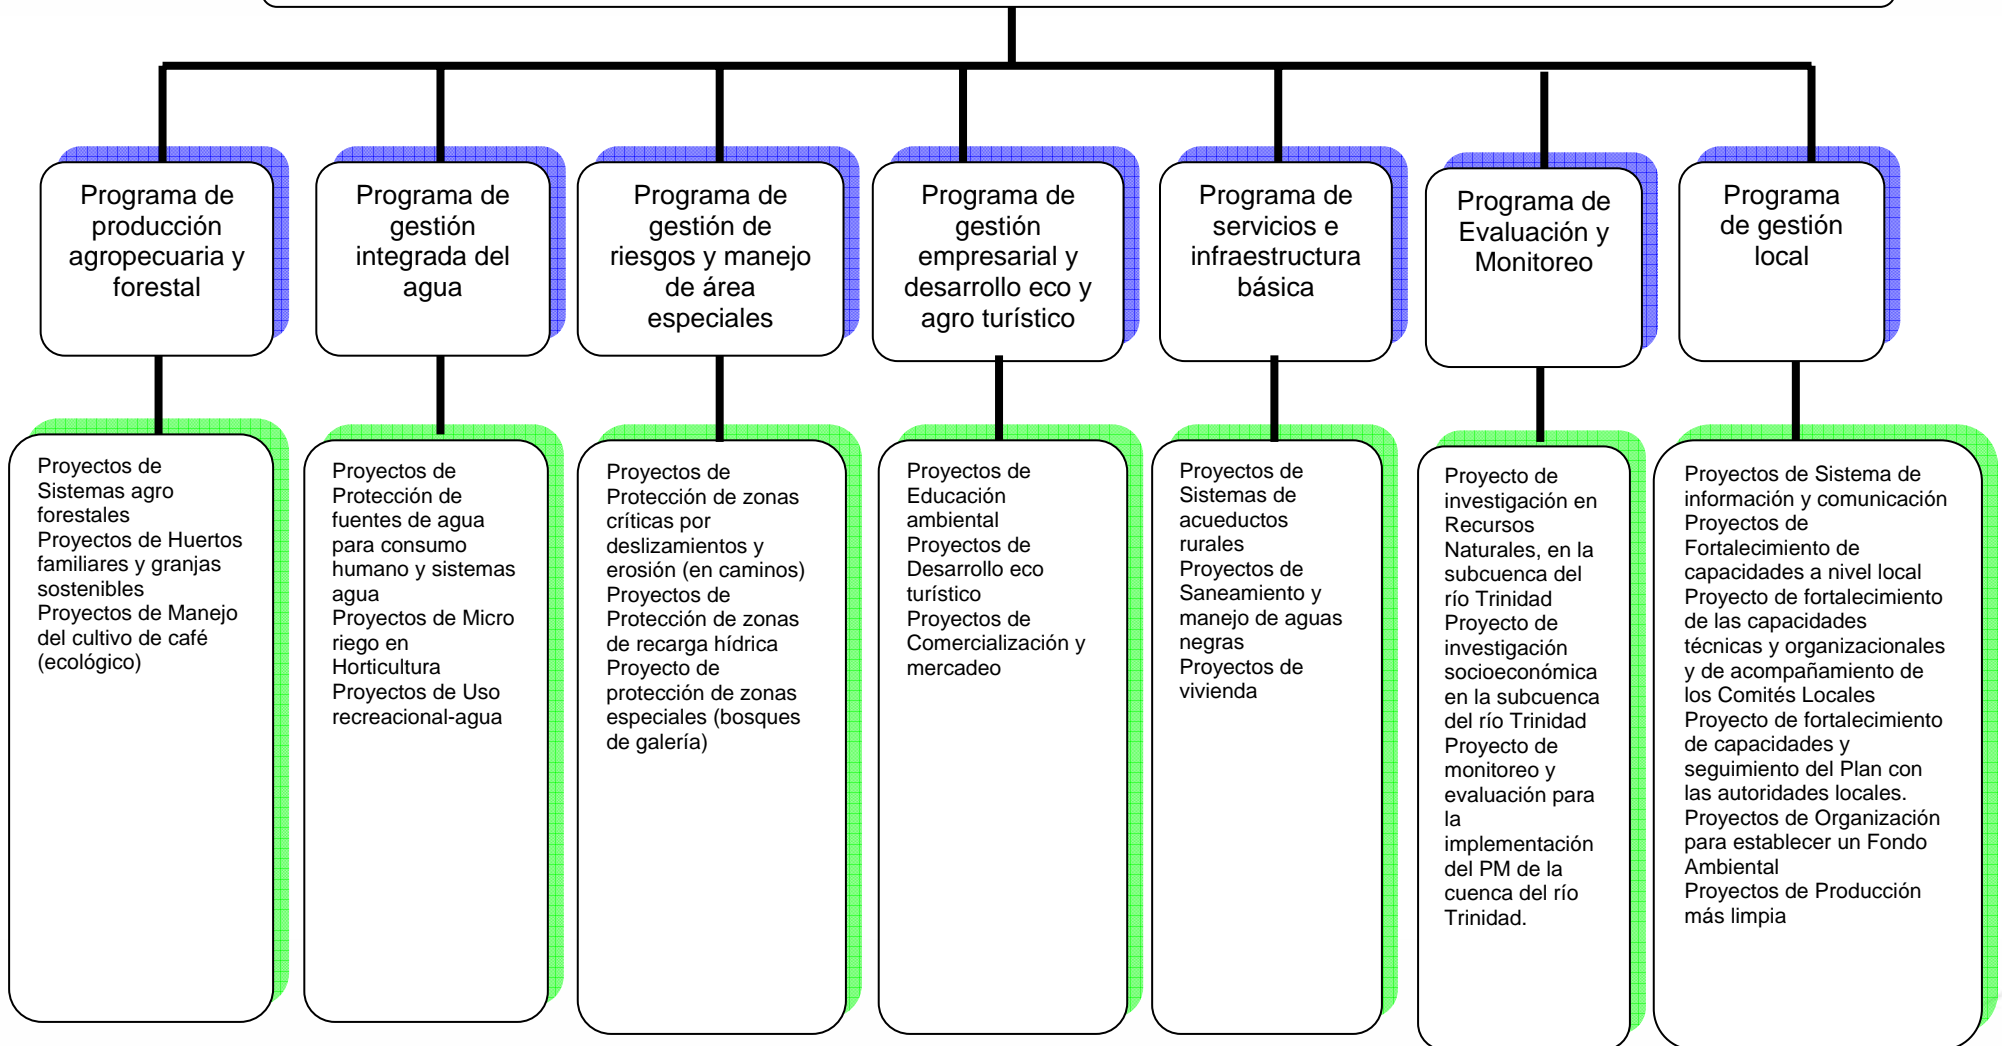 Programa de
producción
agropecuaria y
forestal
Programa de
gestión
integrada del
agua
Programa de
gestión de
riesgos y manejo
de área
especiales
Programa de
gestión
empresarial y
desarrollo eco y
agro turístico
Programa de
servicios e
infraestructura
básica
Programa de
Evaluación y
Monitoreo
Programa
de gestión
local
Proyectos de
Sistemas agro
forestales
Proyectos de Huertos
familiares y granjas
sostenibles
Proyectos de Manejo
del cultivo de café
(ecológico)
Proyectos de
Protección de
fuentes de agua
para consumo
humano y sistemas
agua
Proyectos de Micro
riego en
Horticultura
Proyectos de Uso
recreacional-agua
Proyectos de
Protección de zonas
críticas por
deslizamientos y
erosión (en caminos)
Proyectos de
Protección de zonas
de recarga hídrica
Proyecto de
protección de zonas
especiales (bosques
de galería)
Proyectos de
Educación
ambiental
Proyectos de
Desarrollo eco
turístico
Proyectos de
Comercialización y
mercadeo
Proyectos de
Sistemas de
acueductos
rurales
Proyectos de
Saneamiento y
manejo de aguas
negras
Proyectos de
vivienda
Proyecto de
investigación en
Recursos
Naturales, en la
subcuenca del
río Trinidad
Proyecto de
investigación
socioeconómica
en la subcuenca
del río Trinidad
Proyecto de
monitoreo y
evaluación para
la
implementación
del PM de la
cuenca del río
Trinidad.
Proyectos de Sistema de
información y comunicación
Proyectos de
Fortalecimiento de
capacidades a nivel local
Proyecto de fortalecimiento
de las capacidades
técnicas y organizacionales
y de acompañamiento de
los Comités Locales
Proyecto de fortalecimiento
de capacidades y
seguimiento del Plan con
las autoridades locales.
Proyectos de Organización
para establecer un Fondo
Ambiental
Proyectos de Producción
más limpia